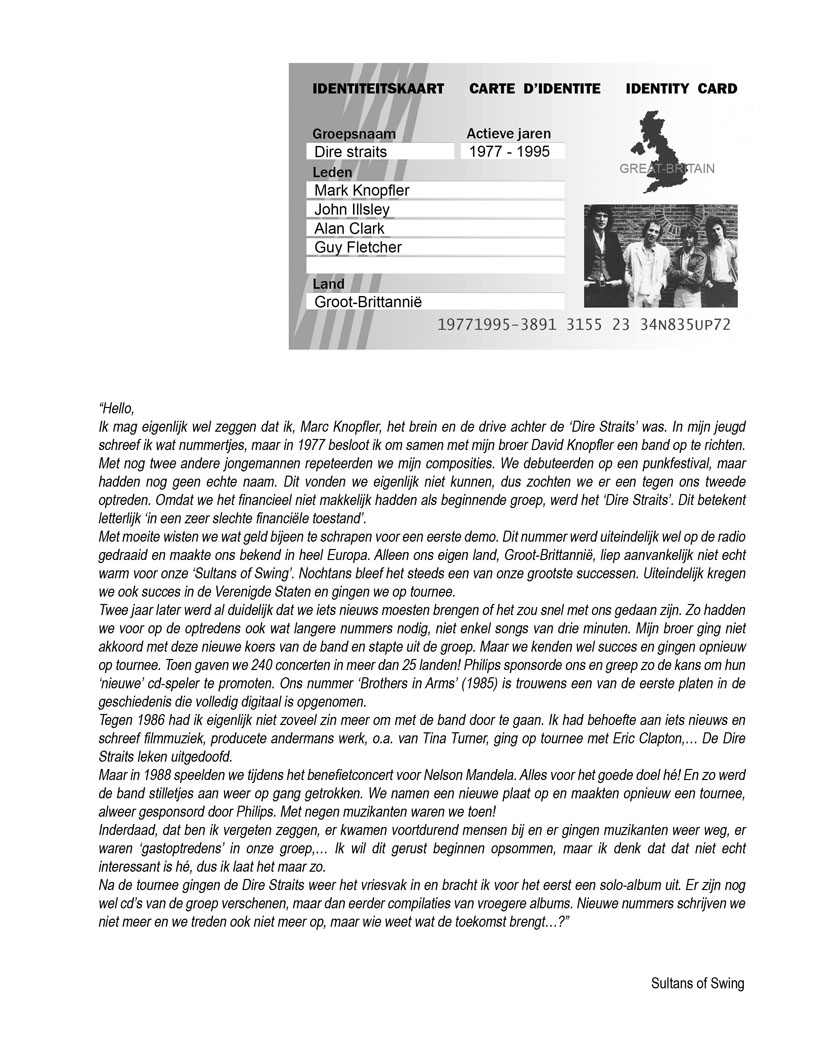 IDENTITEITSKAART CARTE D'IDENTITE IDENTITY CARD
Groepsnaam Actieve jaren
Dire straits 1977 - 1995
GREAT-BRITAIN
Leden
Mark Knopfler
John Illsley
Alan Clark
Guy Fletcher
Land
Groot-Brittannië
19771995-3891 3155 23 34N835UP72
“Hello,
Ik mag eigenlijk wel zeggen dat ik, Marc Knopfler, het brein en de drive achter de ‘Dire Straits’ was. In mijn jeugd
schreef ik wat nummertjes, maar in 1977 besloot ik om samen met mijn broer David Knopfler een band op te richten.
Met nog twee andere jongemannen repeteerden we mijn composities. We debuteerden op een punkfestival, maar
hadden nog geen echte naam. Dit vonden we eigenlijk niet kunnen, dus zochten we er een tegen ons tweede
optreden. Omdat we het financieel niet makkelijk hadden als beginnende groep, werd het ‘Dire Straits’. Dit betekent
letterlijk ‘in een zeer slechte financiële toestand’.
Met moeite wisten we wat geld bijeen te schrapen voor een eerste demo. Dit nummer werd uiteindelijk wel op de radio
gedraaid en maakte ons bekend in heel Europa. Alleen ons eigen land, Groot-Brittannië, liep aanvankelijk niet echt
warm voor onze ‘Sultans of Swing’. Nochtans bleef het steeds een van onze grootste successen. Uiteindelijk kregen
we ook succes in de Verenigde Staten en gingen we op tournee.
Twee jaar later werd al duidelijk dat we iets nieuws moesten brengen of het zou snel met ons gedaan zijn. Zo hadden
we voor op de optredens ook wat langere nummers nodig, niet enkel songs van drie minuten. Mijn broer ging niet
akkoord met deze nieuwe koers van de band en stapte uit de groep. Maar we kenden wel succes en gingen opnieuw
op tournee. Toen gaven we 240 concerten in meer dan 25 landen! Philips sponsorde ons en greep zo de kans om hun
‘nieuwe’ cd-speler te promoten. Ons nummer ‘Brothers in Arms’ (1985) is trouwens een van de eerste platen in de
geschiedenis die volledig digitaal is opgenomen.
Tegen 1986 had ik eigenlijk niet zoveel zin meer om met de band door te gaan. Ik had behoefte aan iets nieuws en
schreef filmmuziek, producete andermans werk, o.a. van Tina Turner, ging op tournee met Eric Clapton,… De Dire
Straits leken uitgedoofd.
Maar in 1988 speelden we tijdens het benefietconcert voor Nelson Mandela. Alles voor het goede doel hé! En zo werd
de band stilletjes aan weer op gang getrokken. We namen een nieuwe plaat op en maakten opnieuw een tournee,
alweer gesponsord door Philips. Met negen muzikanten waren we toen!
Inderdaad, dat ben ik vergeten zeggen, er kwamen voortdurend mensen bij en er gingen muzikanten weer weg, er
waren ‘gastoptredens’ in onze groep,… Ik wil dit gerust beginnen opsommen, maar ik denk dat dat niet echt
interessant is hé, dus ik laat het maar zo.
Na de tournee gingen de Dire Straits weer het vriesvak in en bracht ik voor het eerst een solo-album uit. Er zijn nog
wel cd’s van de groep verschenen, maar dan eerder compilaties van vroegere albums. Nieuwe nummers schrijven we
niet meer en we treden ook niet meer op, maar wie weet wat de toekomst brengt…?”
Sultans of Swing